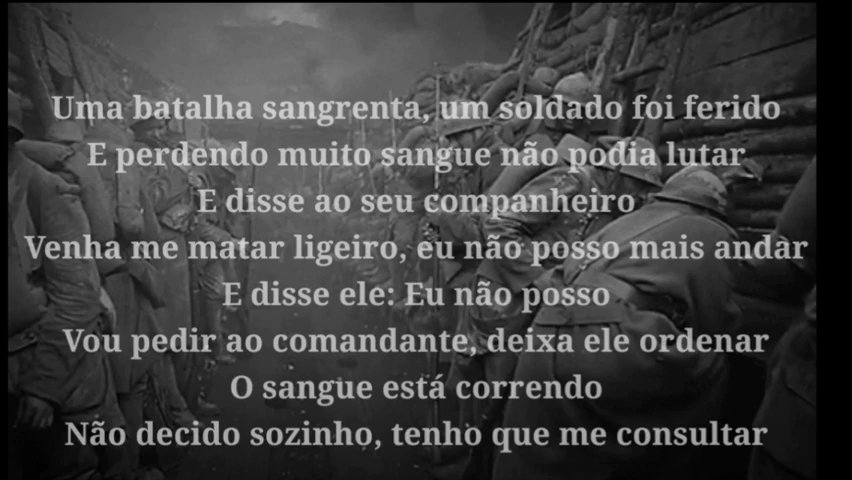 Uma batalha sangrenta, um soldado foi ferido
E perdendo muito sangue não podia lutar
E disse ao seu companheiro
Venha me matar ligeiro, eu não posso mais andar
E disse ele: Eu não posso
Vou pedir ao comandante, deixa ele ordenar
O sangue está correndo
Não decido sozinho, tenho que me consultar